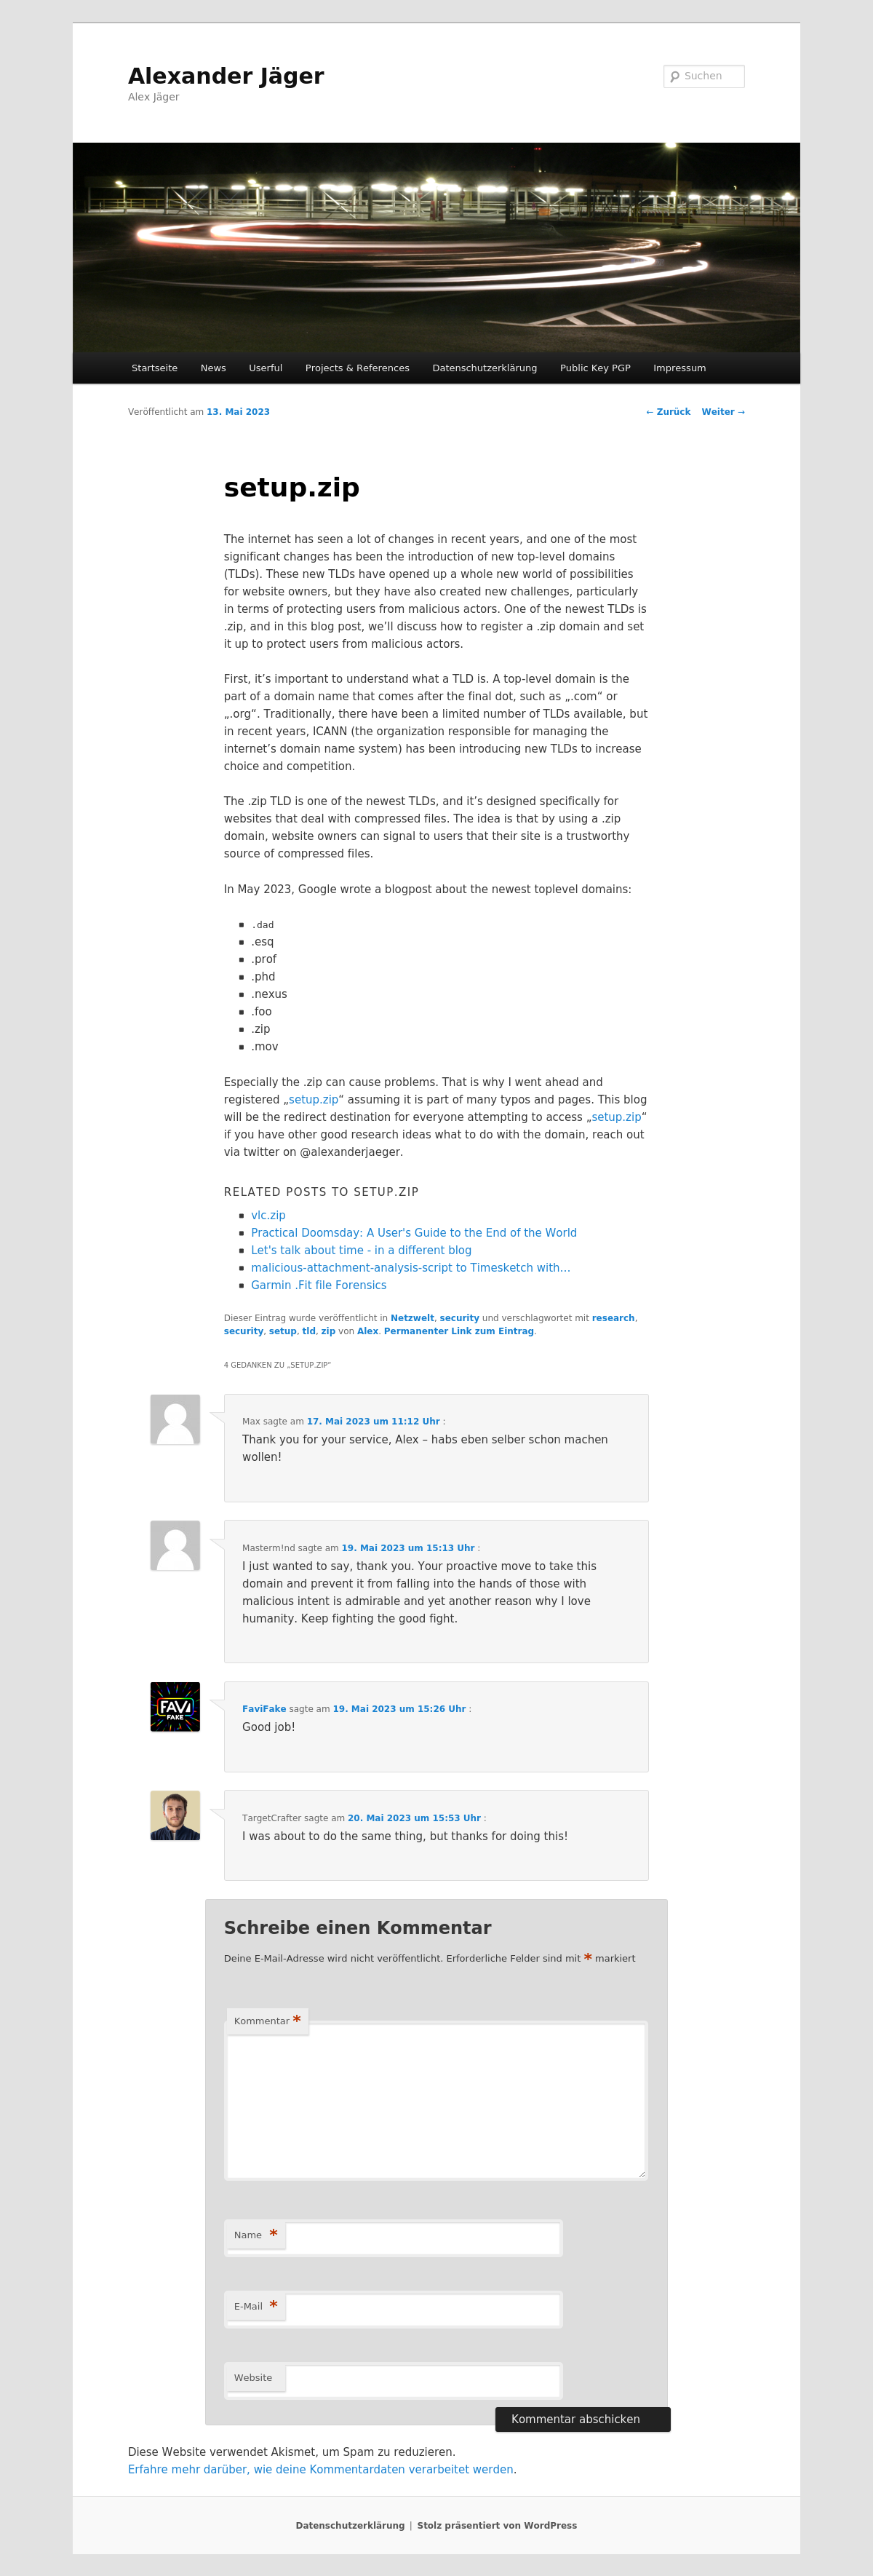 Alexander Jäger
Alex Jäger
Suchen
Startseite News Userful Projects & References Datenschutzerklärung Public Key PGP Impressum
Veröffentlicht am 13. Mai 2023
← Zurück Weiter →
setup.zip
The internet has seen a lot of changes in recent years, and one of the most
significant changes has been the introduction of new top-level domains
(TLDs). These new TLDs have opened up a whole new world of possibilities
for website owners, but they have also created new challenges, particularly
in terms of protecting users from malicious actors. One of the newest TLDs is
.zip, and in this blog post, we’ll discuss how to register a .zip domain and set
it up to protect users from malicious actors.
First, it’s important to understand what a TLD is. A top-level domain is the
part of a domain name that comes after the final dot, such as „.com“ or
„.org“. Traditionally, there have been a limited number of TLDs available, but
in recent years, ICANN (the organization responsible for managing the
internet’s domain name system) has been introducing new TLDs to increase
choice and competition.
The .zip TLD is one of the newest TLDs, and it’s designed specifically for
websites that deal with compressed files. The idea is that by using a .zip
domain, website owners can signal to users that their site is a trustworthy
source of compressed files.
In May 2023, Google wrote a blogpost about the newest toplevel domains:
.dad
.esq
.prof
.phd
.nexus
.foo
.zip
.mov
Especially the .zip can cause problems. That is why I went ahead and
registered „setup.zip“ assuming it is part of many typos and pages. This blog
will be the redirect destination for everyone attempting to access „setup.zip“
if you have other good research ideas what to do with the domain, reach out
via twitter on @alexanderjaeger.
RELATED POSTS TO SETUP.ZIP
vlc.zip
Practical Doomsday: A User's Guide to the End of the World
Let's talk about time - in a different blog
malicious-attachment-analysis-script to Timesketch with…
Garmin .Fit file Forensics
Dieser Eintrag wurde veröffentlicht in Netzwelt, security und verschlagwortet mit research,
security, setup, tld, zip von Alex. Permanenter Link zum Eintrag.
4 GEDANKEN ZU „SETUP.ZIP“
Max sagte am 17. Mai 2023 um 11:12 Uhr :
Thank you for your service, Alex – habs eben selber schon machen
wollen!
Masterm!nd sagte am 19. Mai 2023 um 15:13 Uhr :
I just wanted to say, thank you. Your proactive move to take this
domain and prevent it from falling into the hands of those with
malicious intent is admirable and yet another reason why I love
humanity. Keep fighting the good fight.
FAVI
FAKE
FaviFake sagte am 19. Mai 2023 um 15:26 Uhr :
Good job!
TargetCrafter sagte am 20. Mai 2023 um 15:53 Uhr :
I was about to do the same thing, but thanks for doing this!
Schreibe einen Kommentar
Deine E-Mail-Adresse wird nicht veröffentlicht. Erforderliche Felder sind mit * markiert
Kommentar *
Name *
E-Mail *
Website
Kommentar abschicken
Diese Website verwendet Akismet, um Spam zu reduzieren.
Erfahre mehr darüber, wie deine Kommentardaten verarbeitet werden.
Datenschutzerklärung | Stolz präsentiert von WordPress